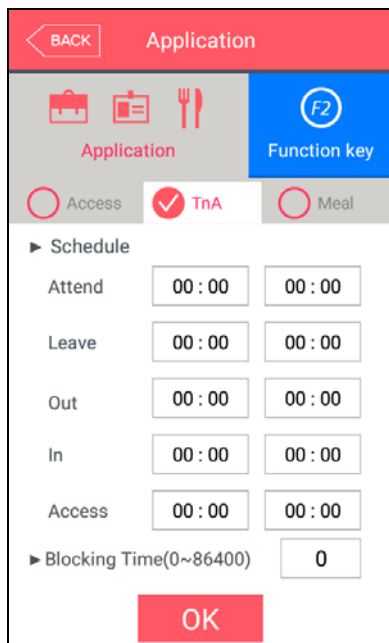 BACK Application
F2
Application Function key
Access TnA Meal
► Schedule
Attend 00 : 00 00 : 00
Leave 00 : 00 00 : 00
Out 00 : 00 00 : 00
In 00 : 00 00 : 00
Access 00 : 00 00 : 00
►Blocking Time(0~86400) 0
OK